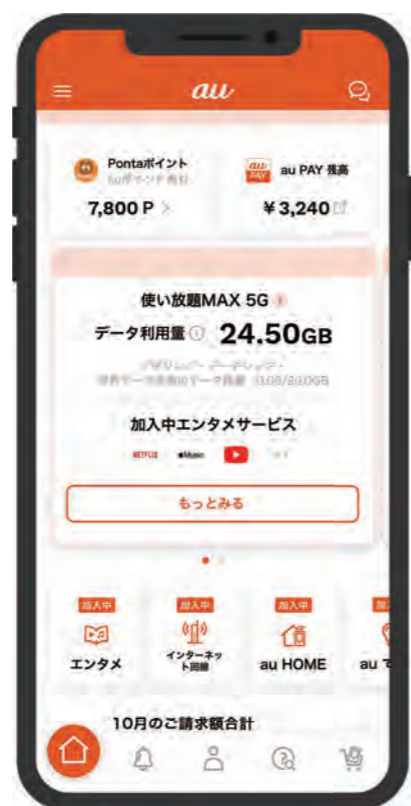 au
Pontaポイント
au PAY 残高
7,800 P
¥3,240
使い放題MAX 5G
データ利用量 24.50GB
加入中エンタメサービス
NETFLIX Music
もっとみる
加入中 加入中 加入中
エンタメ インターネット回線 au HOME au
10月のご請求額合計